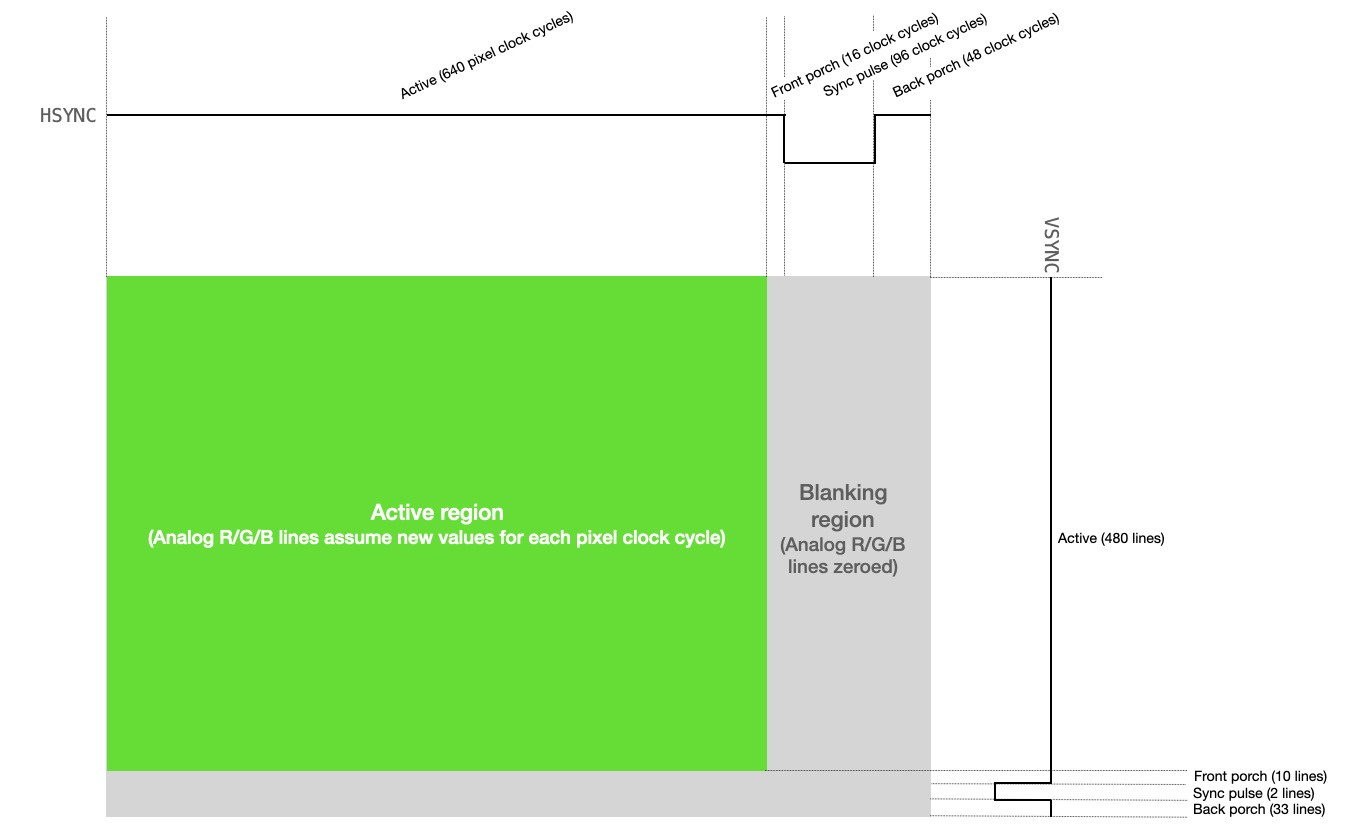 Active (640 pixel clock cycles)
Front porch (16 clock cycles)
Sync pulse (96 clock cycles)
Back porch (48 clock cycles)
HSYNC
VSYNC
Active region
(Analog R/G/B lines assume new values for each pixel clock cycle)
Blanking
region
(Analog R/G/B
lines zeroed)
Active (480 lines)
Front porch (10 lines)
Sync pulse (2 lines)
Back porch (33 lines)